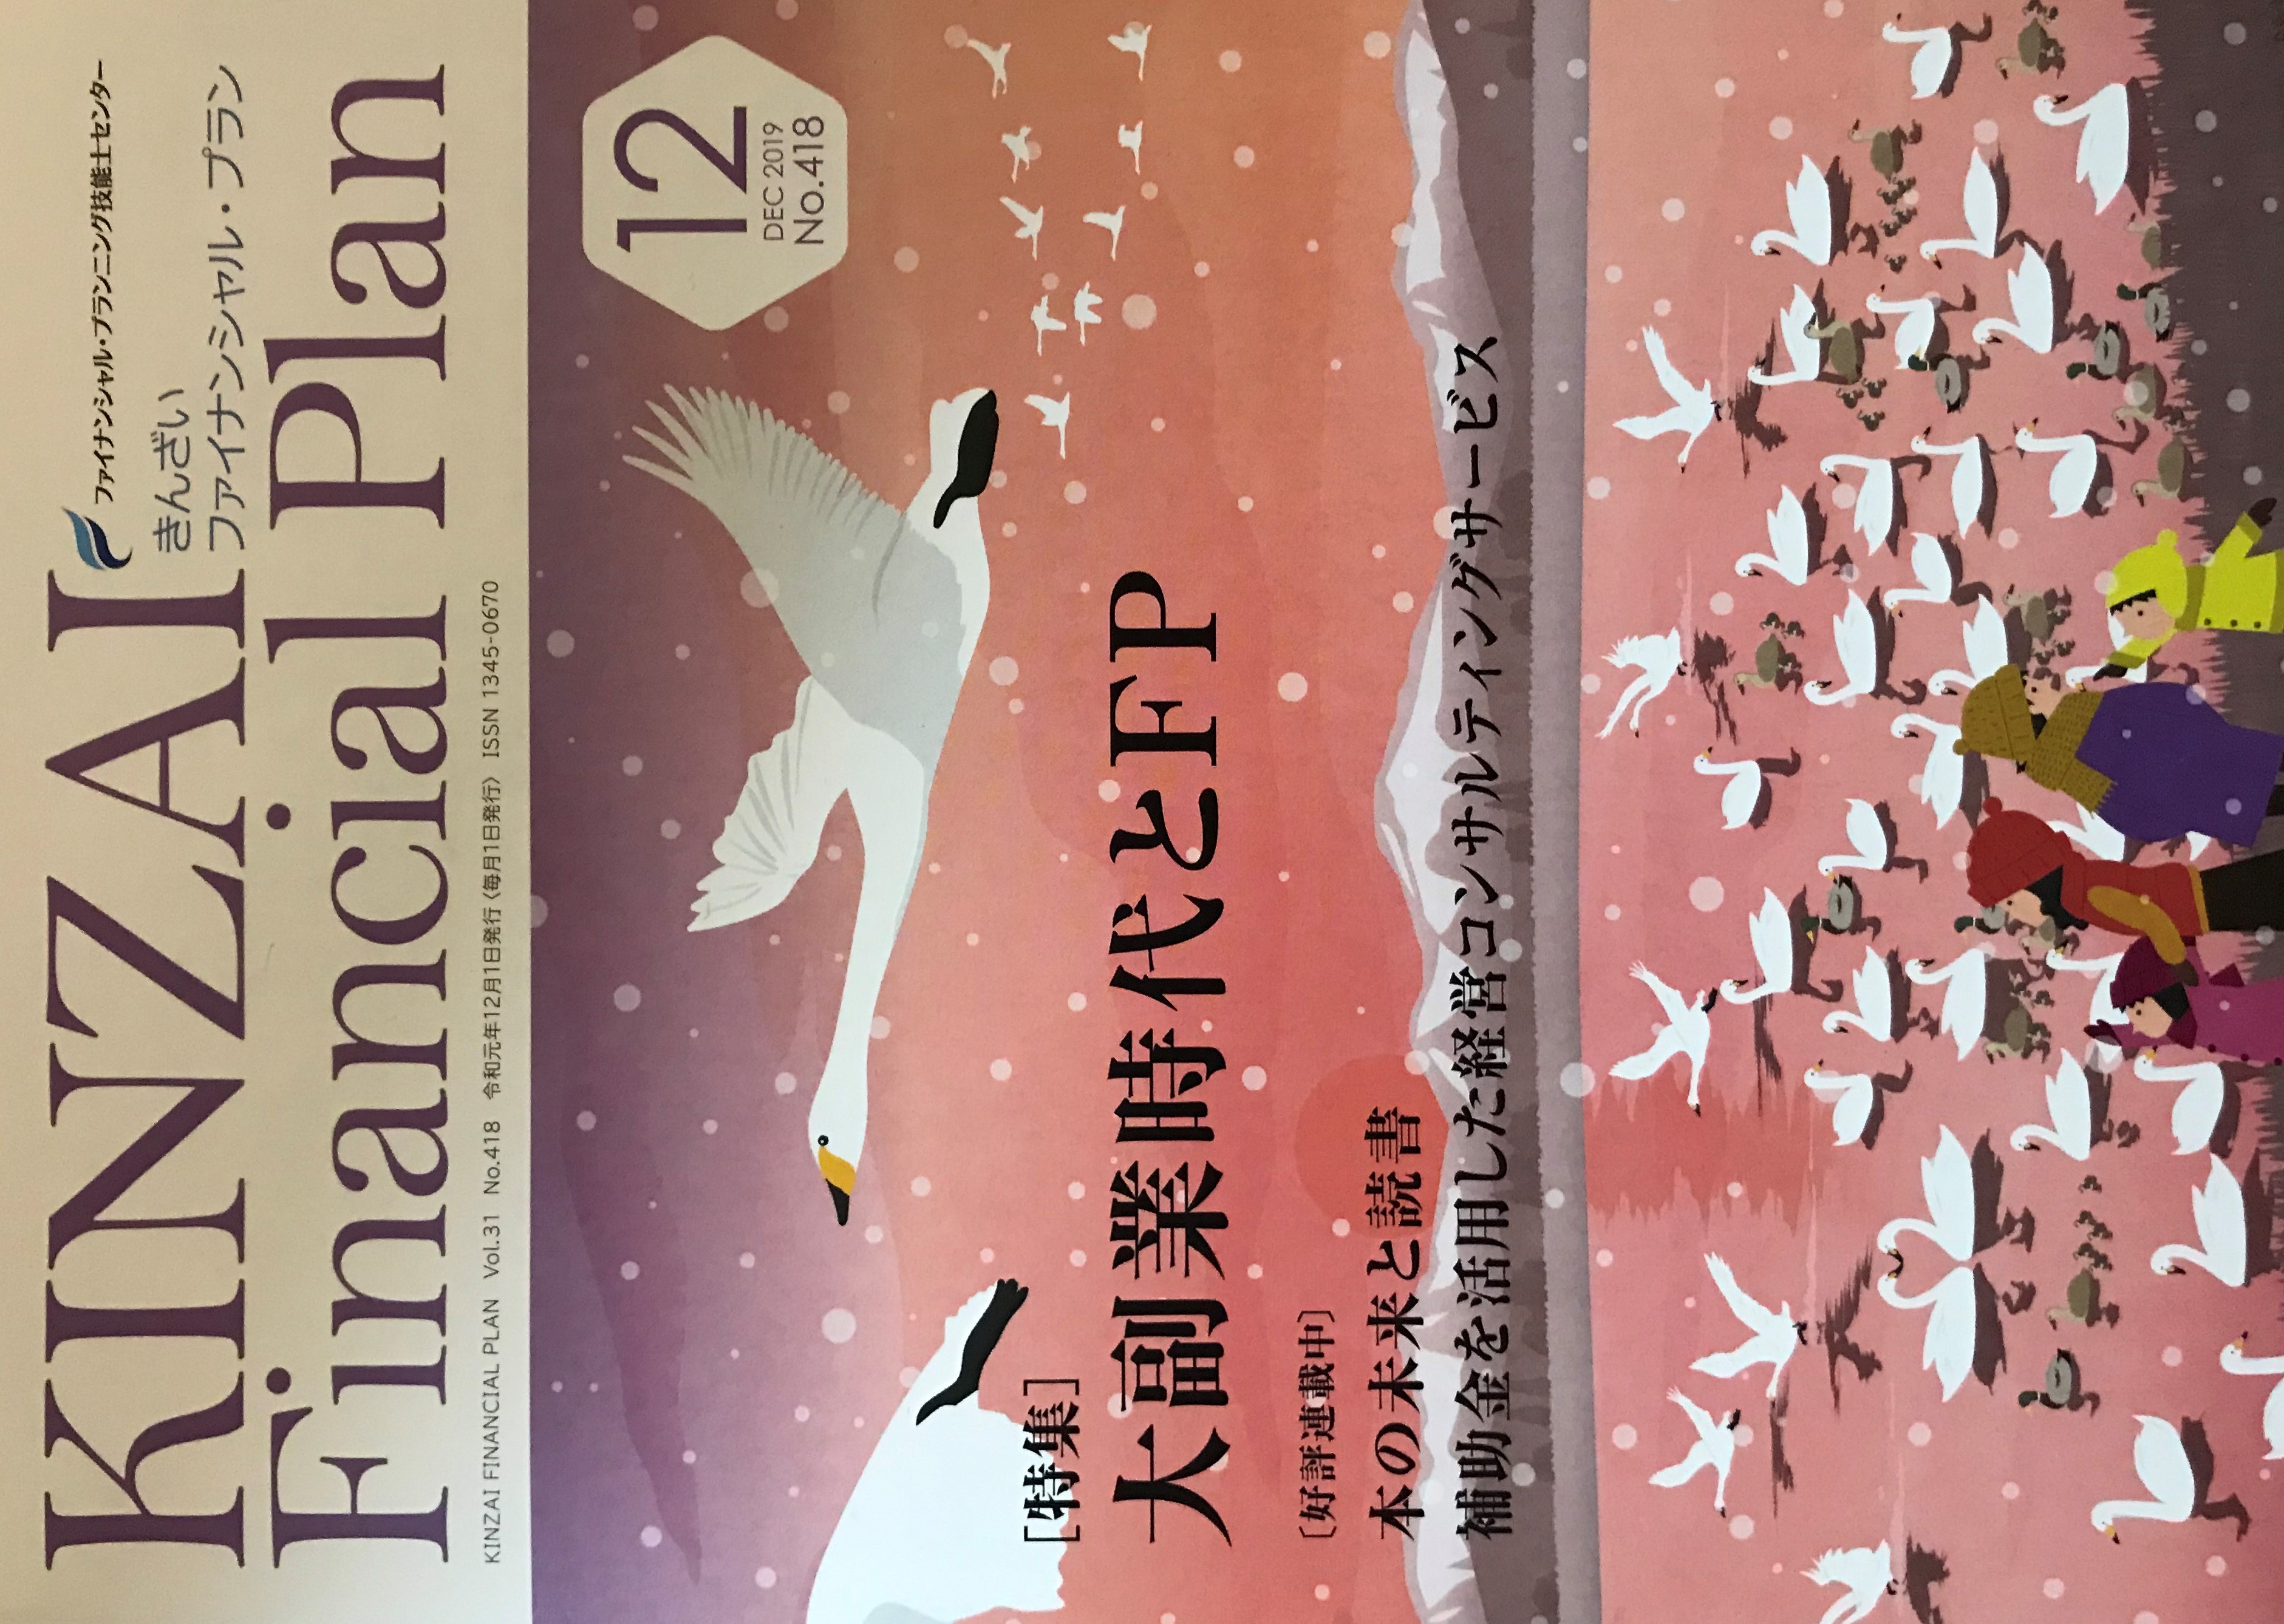 KINZAI
Financial Plan
ファイナンシャル・プランニング技能士センター
きんざい
ファイナンシャル・プラン
KINZAI FINANCIAL PLAN Vol.31 No.418 令和元年12月1日発行〈毎月1日発行〉 ISSN 1345-0670
12
DEC 2019
No.418
[特集]
大副業時代とFP
〔好評連載中〕
本の未来と読書
補助金を活用した経営コンサルティングサービス